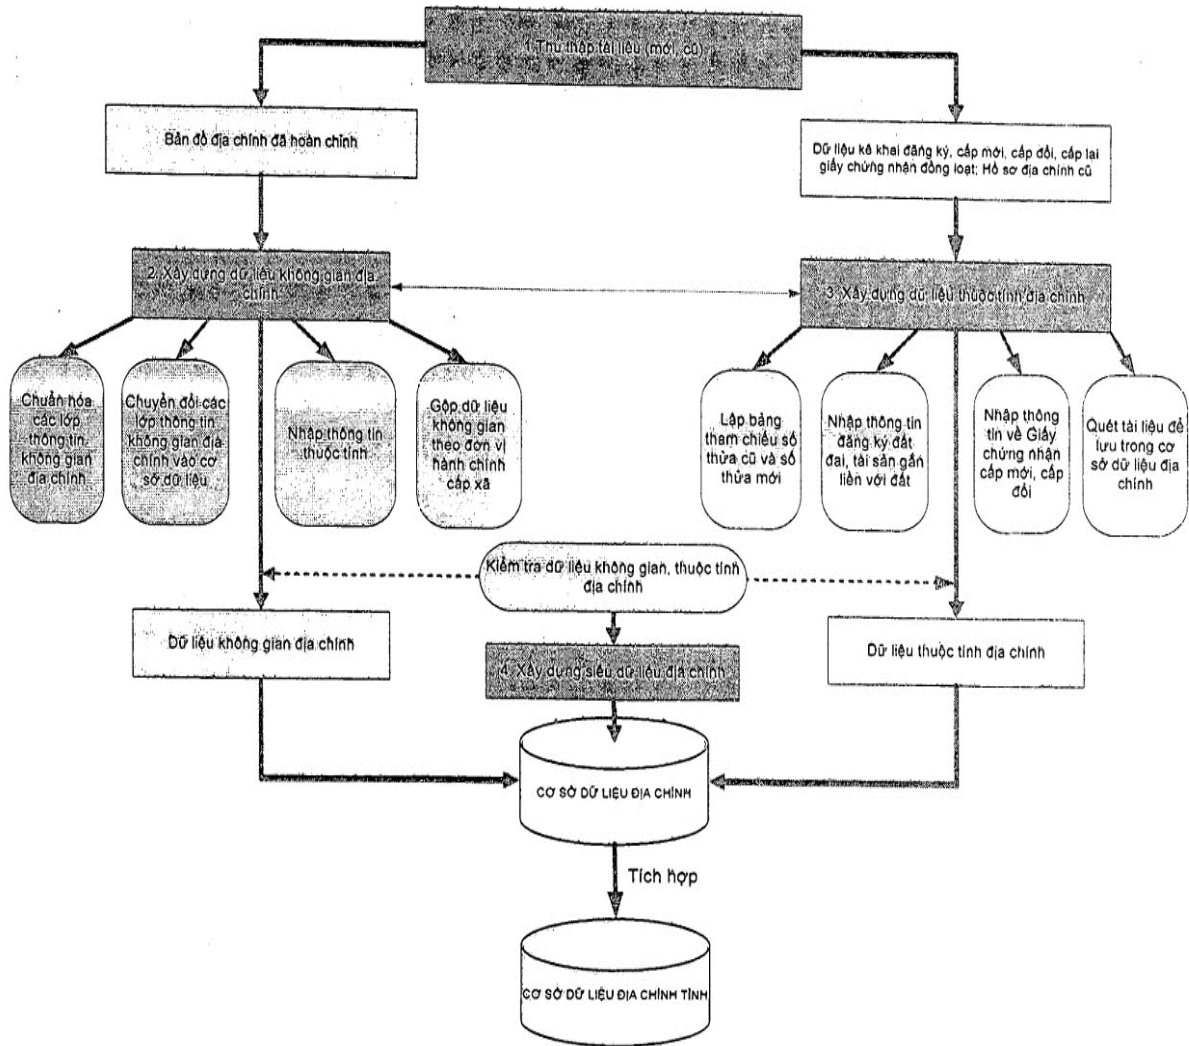 1.Thu thập tài liệu (mới, cũ)
Bản đồ địa chính đã hoàn chỉnh
Dữ liệu kê khai đăng ký, cấp mới, cấp đổi, cấp lại
giấy chứng nhận đồng loạt; Hồ sơ địa chính cũ
2. Xây dựng dữ liệu không gian địa
chính
3. Xây dựng dữ liệu thuộc tính địa chính
Chuẩn hóa
các lớp
thông tin
không gian
địa chính
Chuyển đổi các
lớp thông tin
không gian địa
chính vào cơ
sở dữ liệu
Nhập thông tin
thuộc tính
Gộp dữ liệu
không gian
theo đơn vị
hành chính
cấp xã
Lập bảng
tham chiếu số
thửa cũ và số
thửa mới
Nhập thông tin
đăng ký đất
đai, tài sản gắn
liền với đất
Nhập thông
tin về Giấy
chứng nhận
cấp mới, cấp
đổi
Quét tài liệu để
lưu trong cơ
sở dữ liệu địa
chính
Kiểm tra dữ liệu không gian, thuộc tính
địa chính
Dữ liệu không gian địa chính
4. Xây dựng siêu dữ liệu địa chính
Dữ liệu thuộc tính địa chính
CƠ SỞ DỮ LIỆU ĐỊA CHÍNH
Tích hợp
CƠ SỞ DỮ LIỆU ĐỊA CHÍNH TỈNH